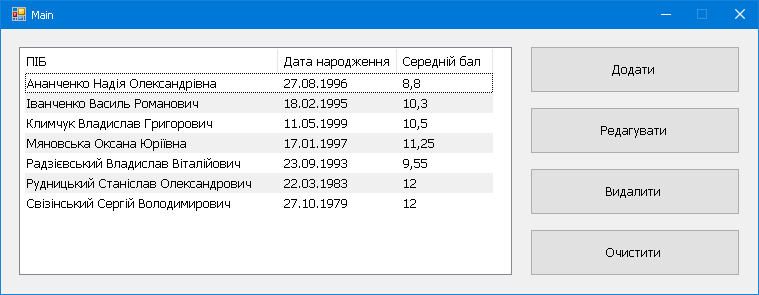 Main
ПІБ Дата народження Середній бал
Ананченко Надія Олександрівна 27.08.1996 8,8
Іванченко Василь Романович 18.02.1995 10,3
Климчук Владислав Григорович 11.05.1999 10,5
Мяновська Оксана Юріївна 17.01.1997 11,25
Радзієвський Владислав Віталійович 23.09.1993 9,55
Рудницький Станіслав Олександрович 22.03.1983 12
Свізінський Сергій Володимирович 27.10.1979 12
Додати
Редагувати
Видалити
Очистити